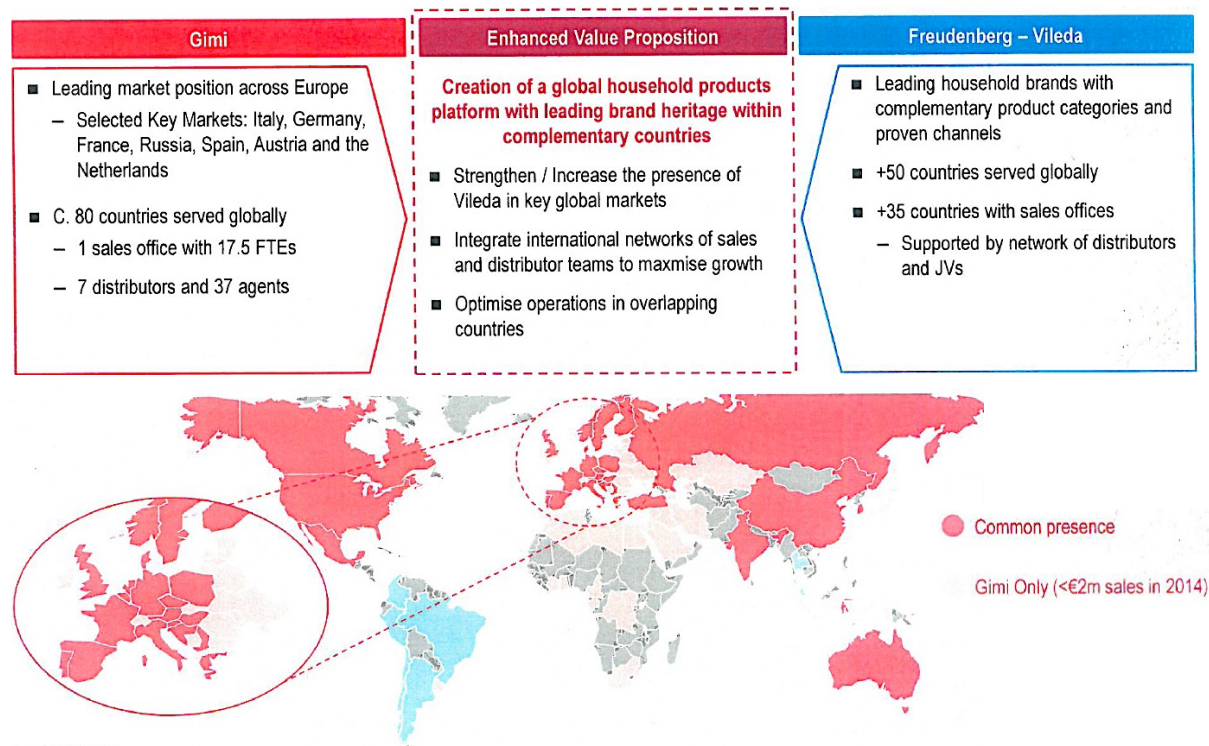 Gimi
■ Leading market position across Europe
– Selected Key Markets: Italy, Germany,
France, Russia, Spain, Austria and the
Netherlands
■ C. 80 countries served globally
– 1 sales office with 17.5 FTEs
– 7 distributors and 37 agents
Enhanced Value Proposition
Creation of a global household products
platform with leading brand heritage within
complementary countries
■ Strengthen / Increase the presence of
Vileda in key global markets
■ Integrate international networks of sales
and distributor teams to maxmise growth
■ Optimise operations in overlapping
countries
Freudenberg – Vileda
■ Leading household brands with
complementary product categories and
proven channels
■ +50 countries served globally
■ +35 countries with sales offices
– Supported by network of distributors
and JVs
Common presence
Gimi Only (<€2m sales in 2014)